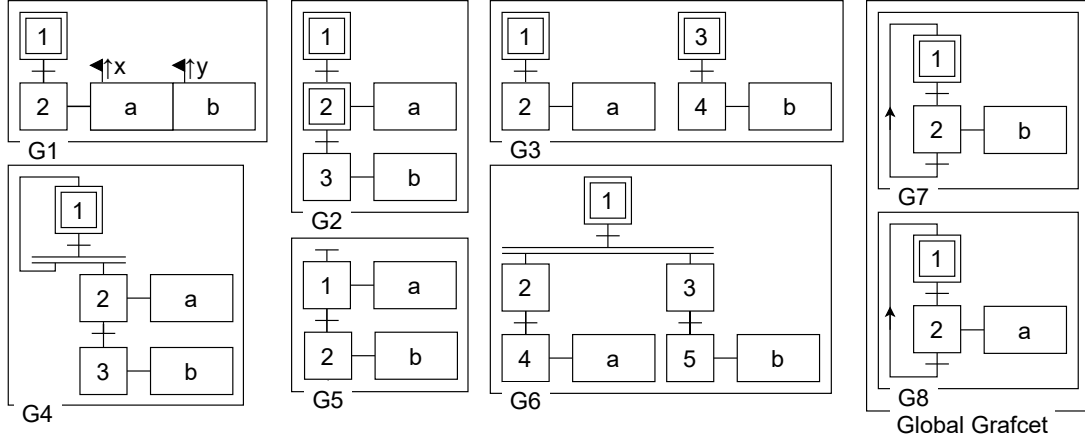 1
↑x ↑y
2 a b
G1
1
2 a
3 b
G2
1 3
2 a 4 b
G3
1
2 a
3 b
G4
1 a
2 b
G5
1
2 3
4 a 5 b
G6
1
2 b
G7
1
2 a
G8
Global Grafcet